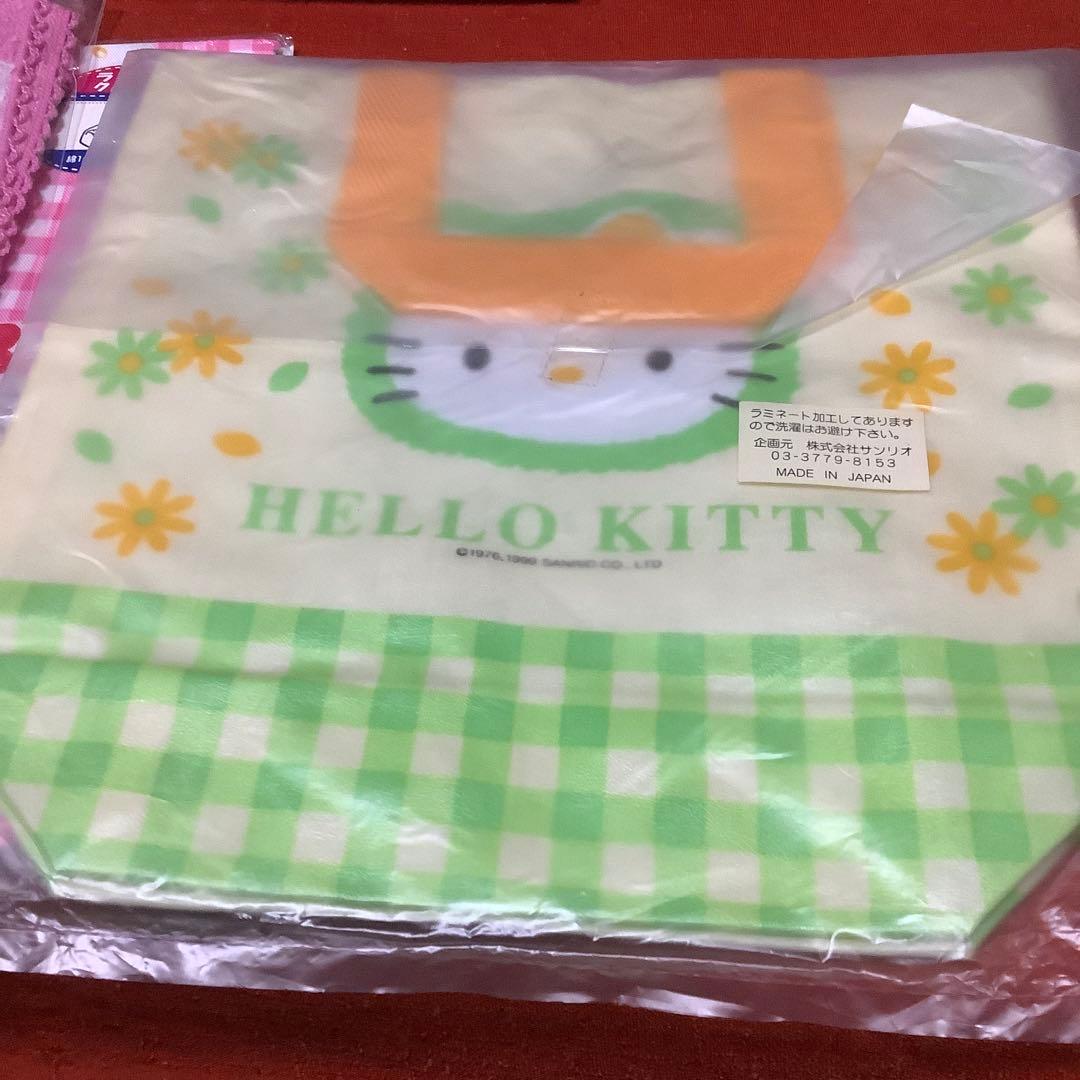 ラク
ラミネート加工してあります
ので洗濯はお避け下さい。
企画元 株式会社サンリオ
03-3779-8153
MADE IN JAPAN
HELLO KITTY
©1976, SANRIO CO., LTD